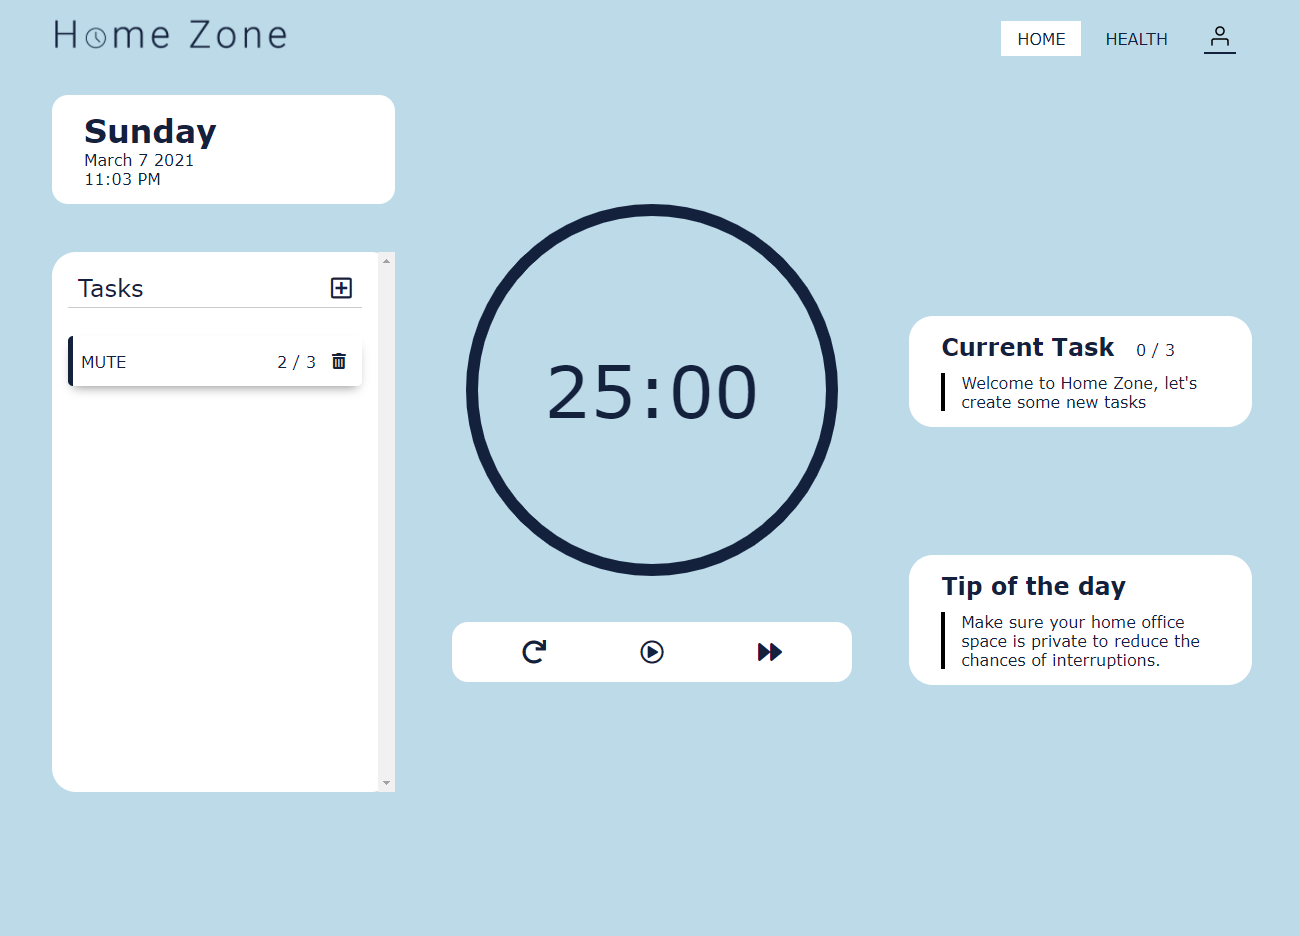 Home Zone
HOME
HEALTH
Sunday
March 7 2021
11:03 PM
Tasks
MUTE 2 / 3
25:00
Current Task 0 / 3
Welcome to Home Zone, let's
create some new tasks
Tip of the day
Make sure your home office
space is private to reduce the
chances of interruptions.